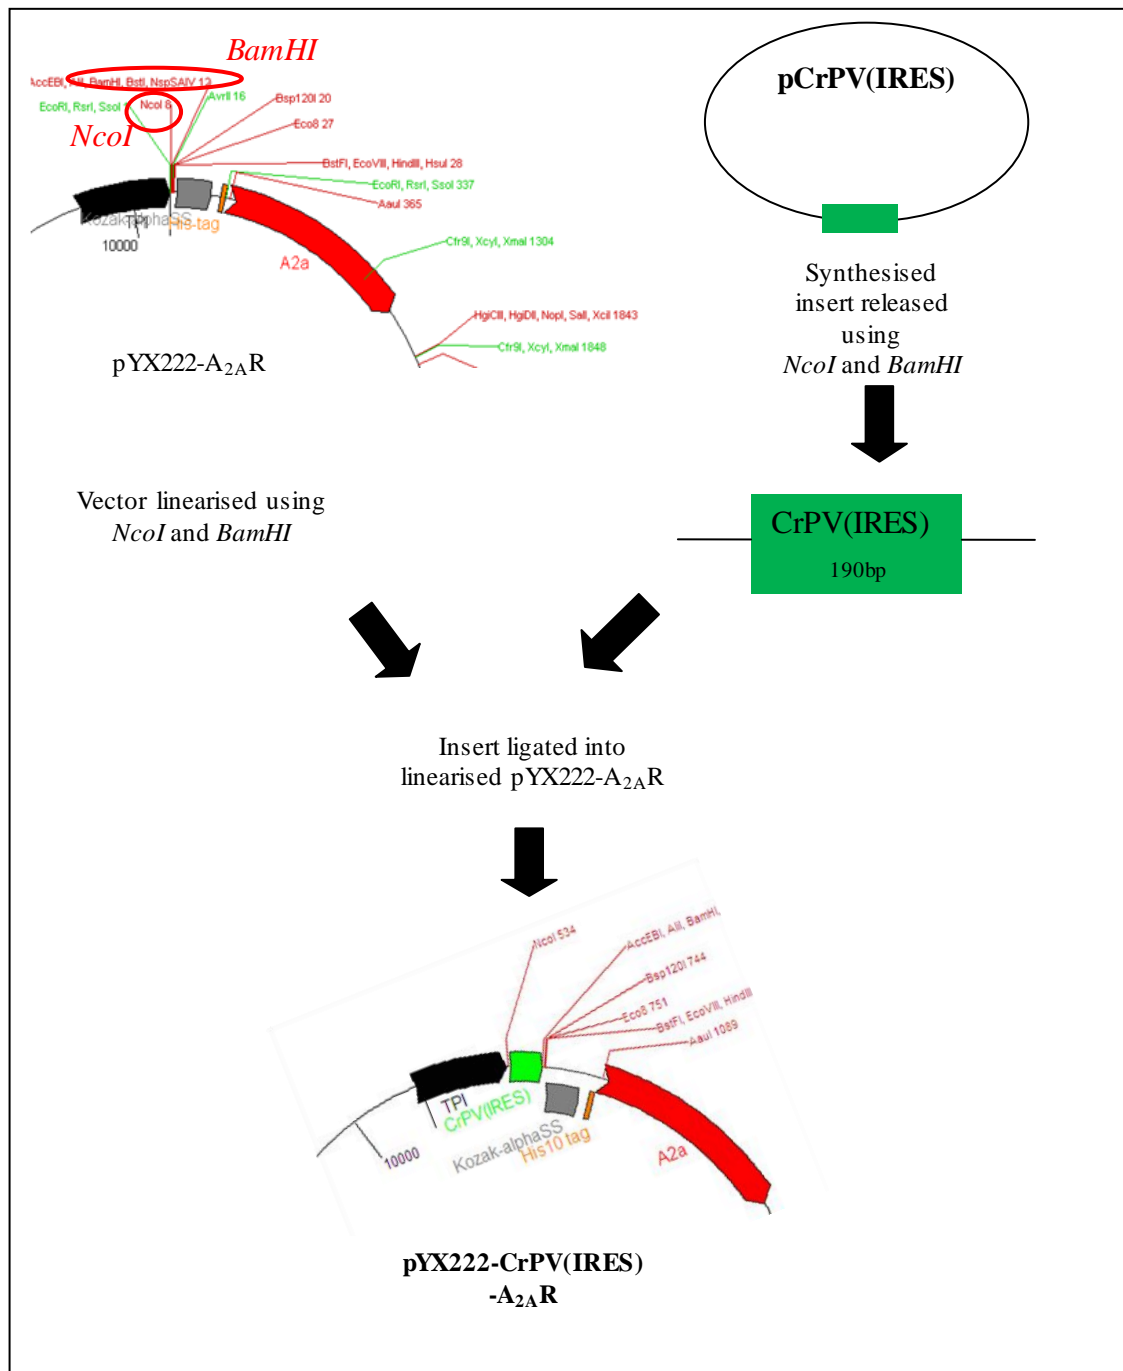 BamHI
AccEBI, AliI, BamHI, BstI, NspSAIV 12
EcoRI, RsrI, SsoI
NcoI 8
AvrII 16
NcoI
Bsp120I 20
Eco8 27
BstFI, EcoVIII, HindIII, HsuI 28
EcoRI, RsrI, SsoI 337
AauI 365
Kozak-alphaSS
TPI
His-tag
10000
A2a
Cfr9I, XcyI, XmaI 1304
HgiCIII, HgiDII, NopI, SalI, XciI 1843
Cfr9I, XcyI, XmaI 1848
pYX222-A2AR
pCrPV(IRES)
Synthesised
insert released
using
NcoI and BamHI
Vector linearised using
NcoI and BamHI
CrPV(IRES)
190bp
Insert ligated into
linearised pYX222-A2AR
NcoI 534
AccEBI, AliI, BamHI,
Bsp120I 744
Eco8 751
BstFI, EcoVIII, HindIII
AauI 1089
TPI
CrPV(IRES)
Kozak-alphaSS
His10 tag
10000
A2a
pYX222-CrPV(IRES)
-A2AR